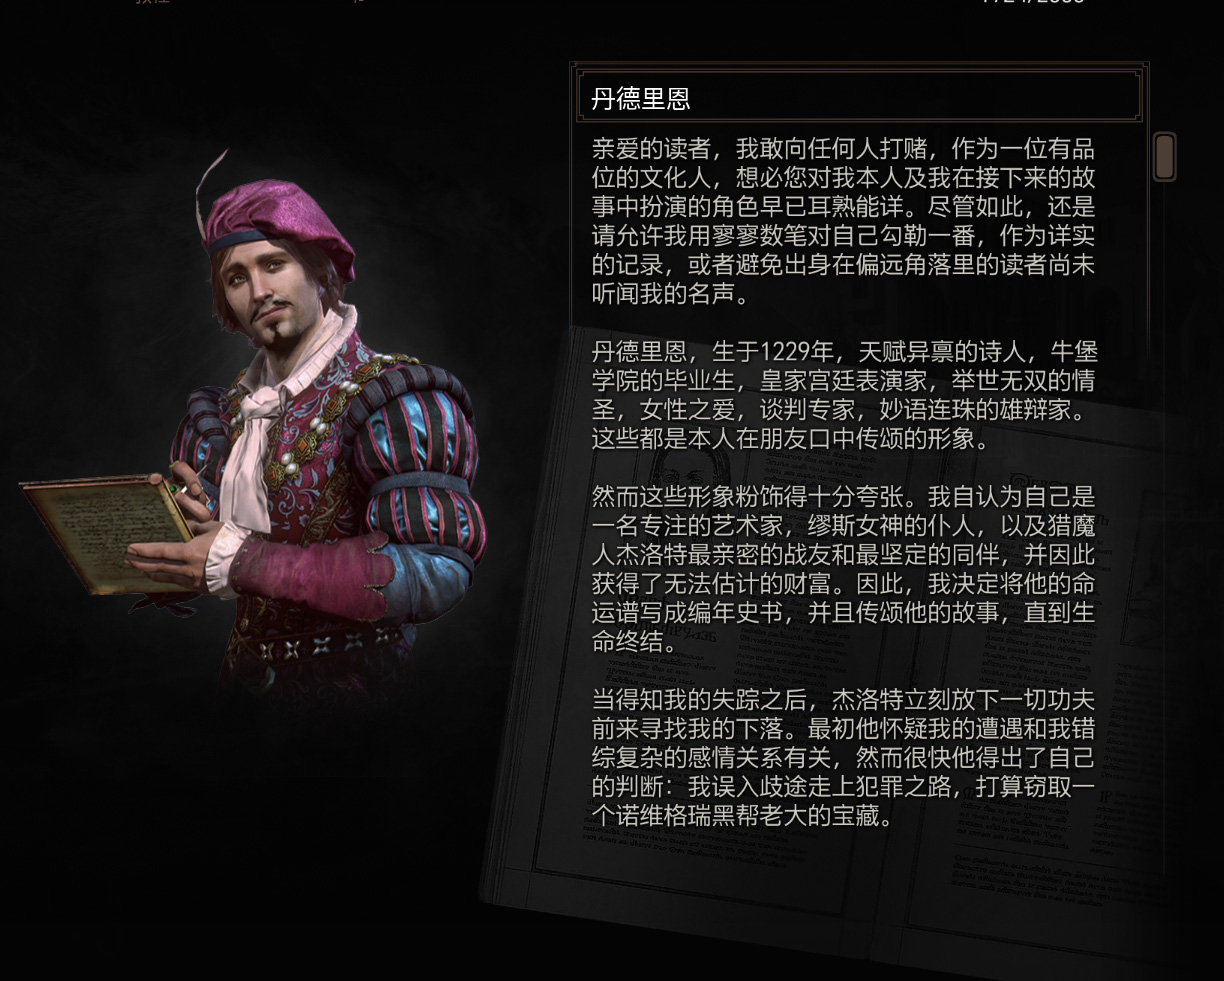 丹德里恩
亲爱的读者，我敢向任何人打赌，作为一位有品
位的文化人，想必您对我本人及我在接下来的故
事中扮演的角色早已耳熟能详。尽管如此，还是
请允许我用寥寥数笔对自己勾勒一番，作为详实
的记录，或者避免出身在偏远角落里的读者尚未
听闻我的名声。
丹德里恩，生于1229年，天赋异禀的诗人，牛堡
学院的毕业生，皇家宫廷表演家，举世无双的情
圣，女性之爱，谈判专家，妙语连珠的雄辩家。
这些都是本人在朋友口中传颂的形象。
然而这些形象粉饰得十分夸张。我自认为自己是
一名专注的艺术家，缪斯女神的仆人，以及猎魔
人杰洛特最亲密的战友和最坚定的同伴，并因此
获得了无法估计的财富。因此，我决定将他的命
运谱写成编年史书，并且传颂他的故事，直到生
命终结。
当得知我的失踪之后，杰洛特立刻放下一切功夫
前来寻找我的下落。最初他怀疑我的遭遇和我错
综复杂的感情关系有关，然而很快他得出了自己
的判断：我误入歧途走上犯罪之路，打算窃取一
个诺维格瑞黑帮老大的宝藏。